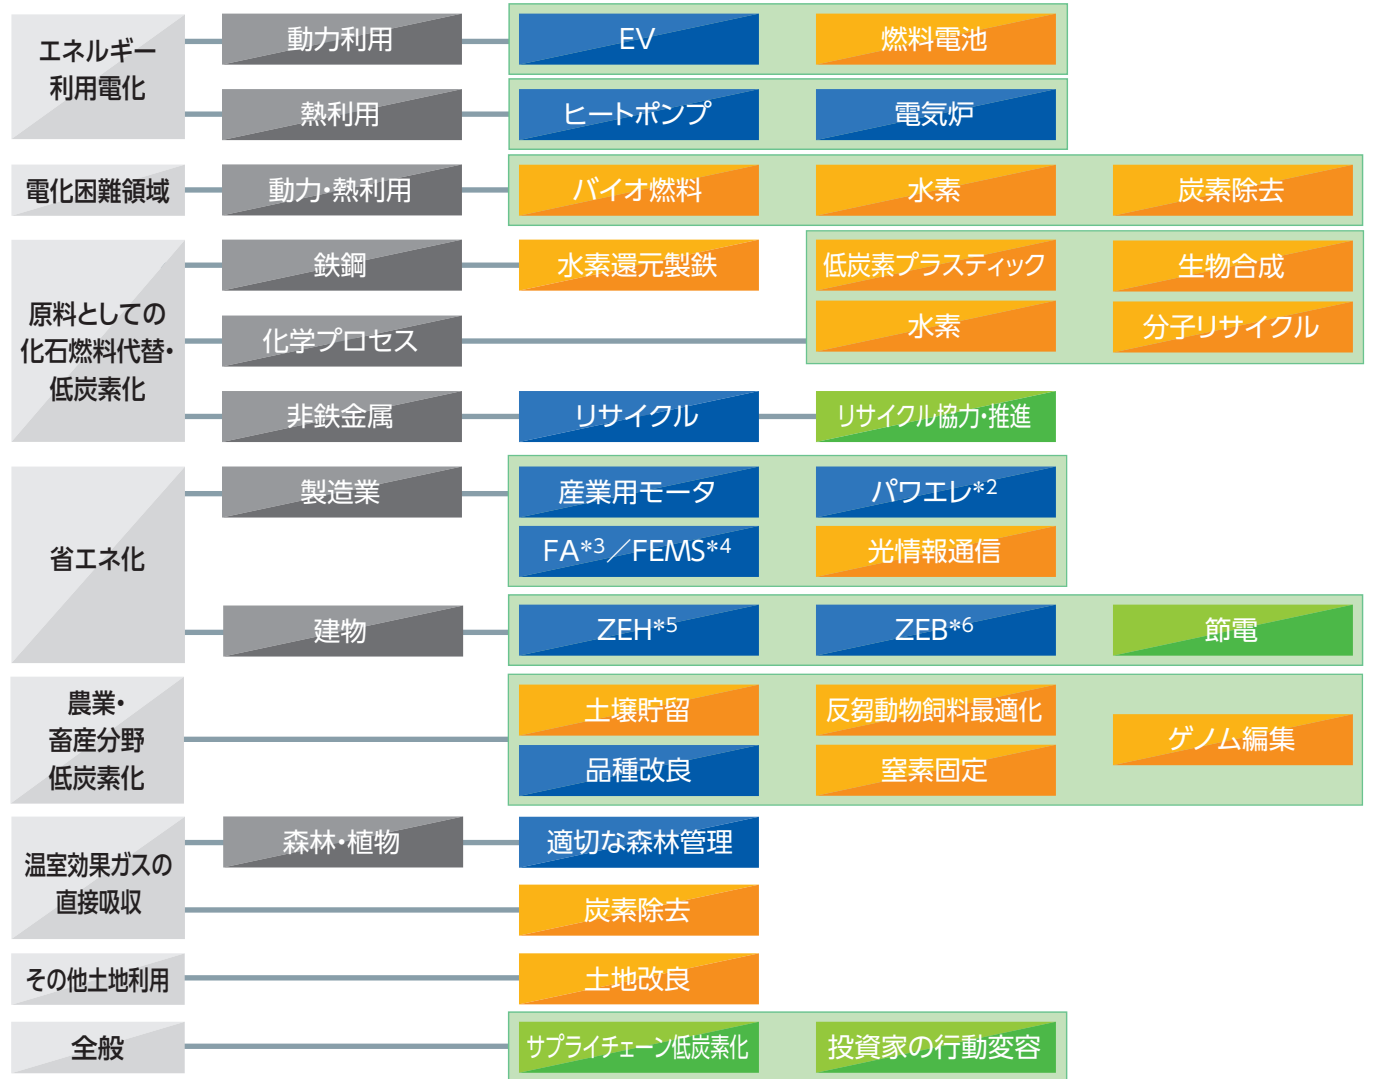 エネルギー
利用電化
動力利用
EV
燃料電池
熱利用
ヒートポンプ
電気炉
電化困難領域
動力・熱利用
バイオ燃料
水素
炭素除去
原料としての
化石燃料代替・
低炭素化
鉄鋼
水素還元製鉄
低炭素プラスティック
生物合成
化学プロセス
水素
分子リサイクル
非鉄金属
リサイクル
リサイクル協力・推進
省エネ化
製造業
産業用モータ
パワエレ*2
FA*3／FEMS*4
光情報通信
建物
ZEH*5
ZEB*6
節電
農業・
畜産分野
低炭素化
土壌貯留
反芻動物飼料最適化
ゲノム編集
品種改良
窒素固定
温室効果ガスの
直接吸収
森林・植物
適切な森林管理
炭素除去
その他土地利用
土地改良
全般
サプライチェーン低炭素化
投資家の行動変容